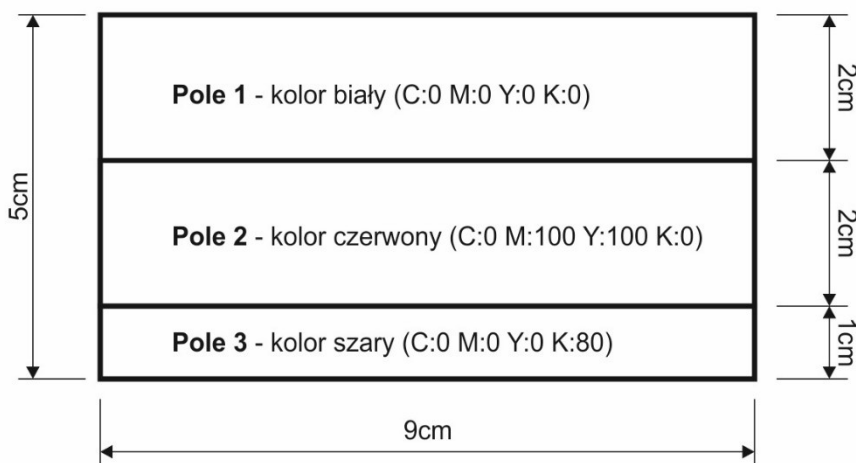 Pole 1 - kolor biały (C:0 M:0 Y:0 K:0)
2cm
5cm
Pole 2 - kolor czerwony (C:0 M:100 Y:100 K:0)
2cm
Pole 3 - kolor szary (C:0 M:0 Y:0 K:80)
1cm
9cm